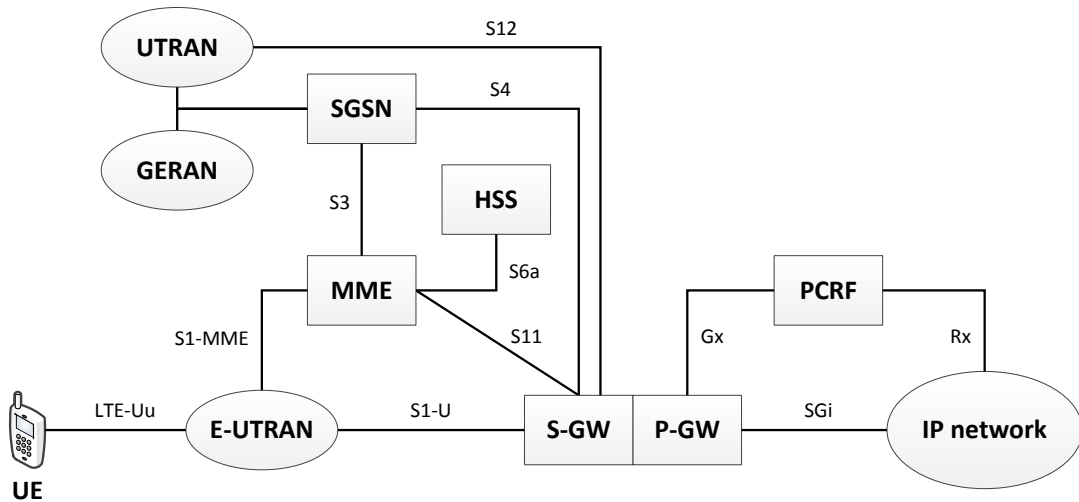 S12
UTRAN
S4
SGSN
GERAN
HSS
S3
S6a
MME
PCRF
S11
Gx
Rx
S1-MME
LTE-Uu
S1-U
SGi
E-UTRAN
S-GW
P-GW
IP network
UE